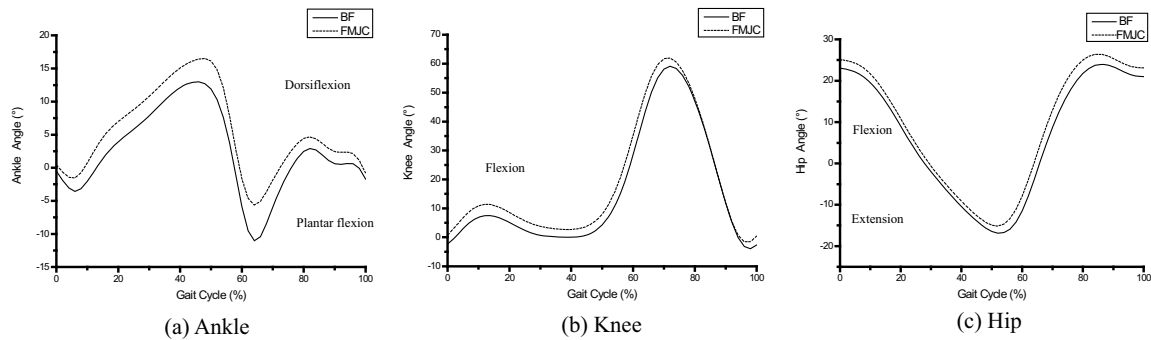 BF
FMJC
20
15
10
5
0
-5
-10
-15
Ankle Angle (°)
Dorsiflexion
Plantar flexion
0 20 40 60 80 100
Gait Cycle (%)
(a) Ankle
BF
FMJC
70
60
50
40
30
20
10
0
-10
Knee Angle (°)
Flexion
0 20 40 60 80 100
Gait Cycle (%)
(b) Knee
BF
FMJC
30
20
10
0
-10
-20
Hip Angle (°)
Flexion
Extension
0 20 40 60 80 100
Gait Cycle (%)
(c) Hip